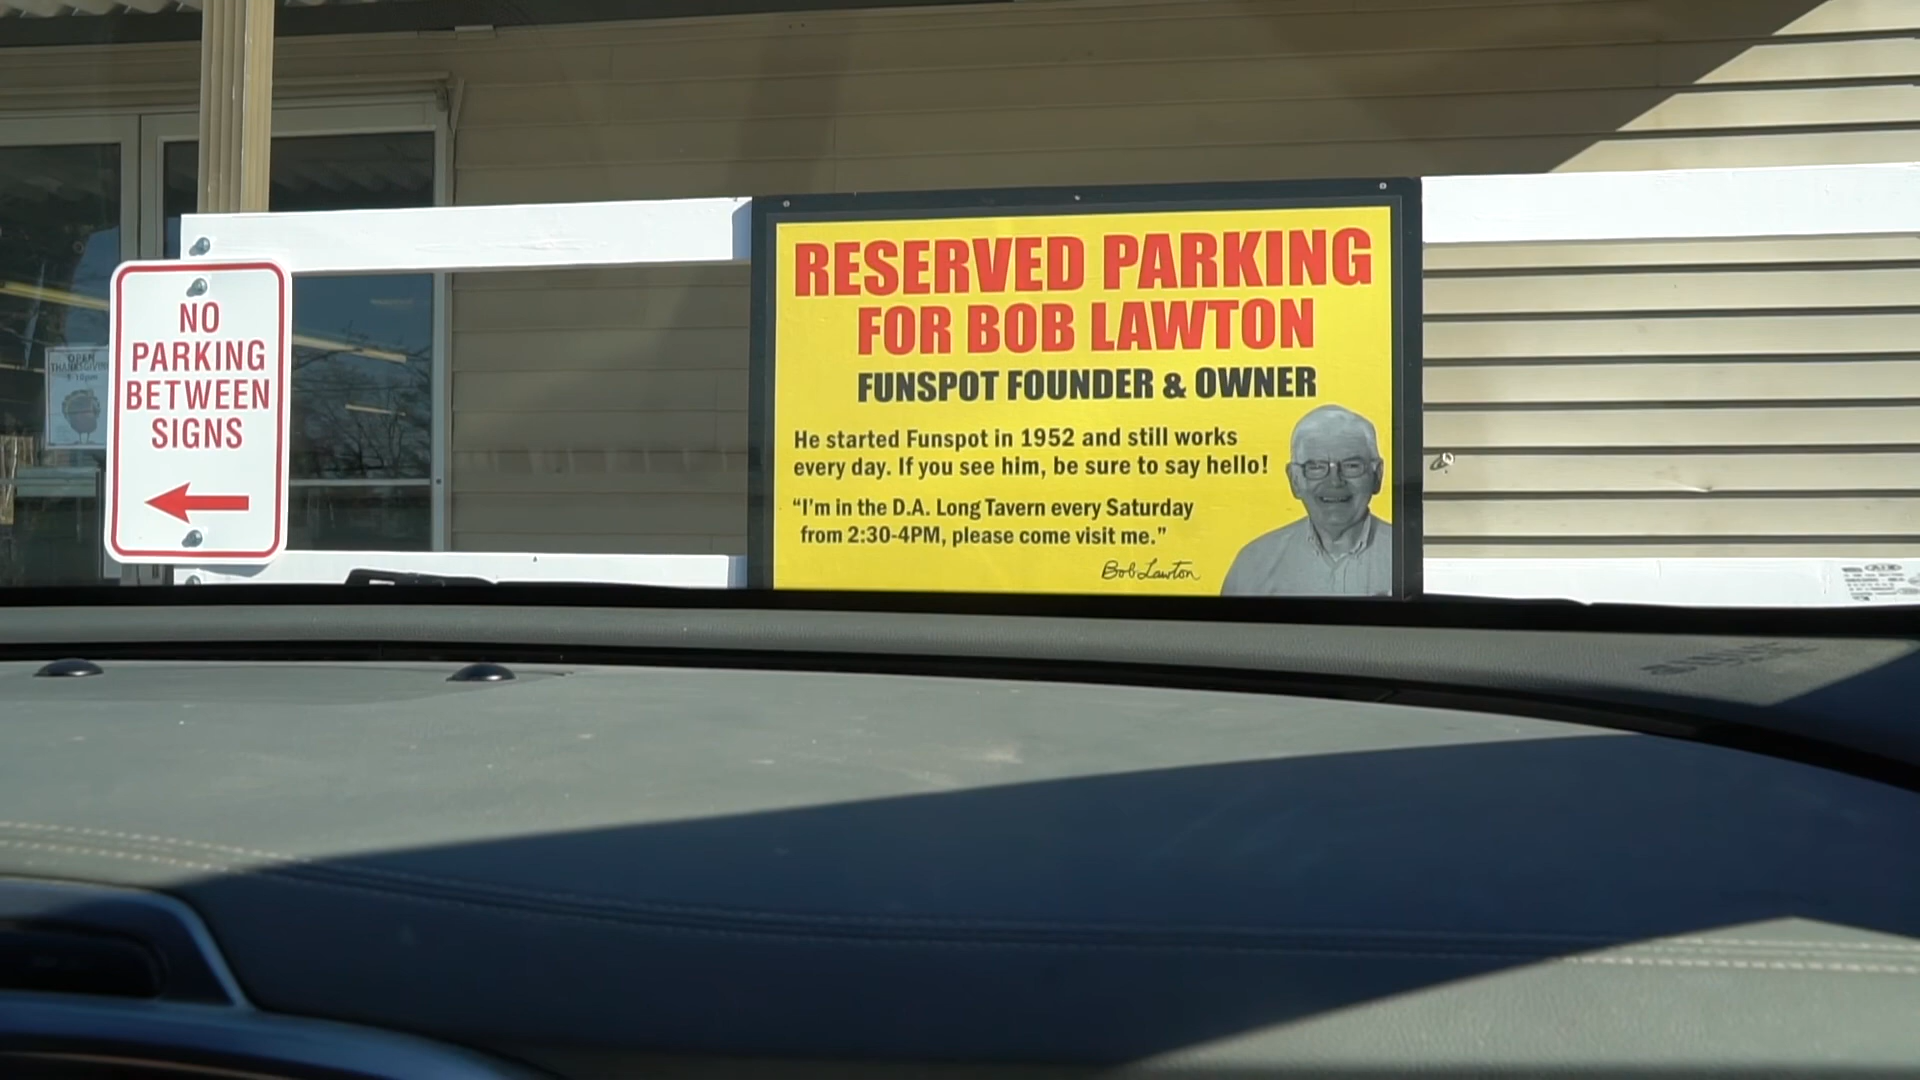 NO
PARKING
BETWEEN
SIGNS
RESERVED PARKING
FOR BOB LAWTON
FUNSPOT FOUNDER & OWNER
He started Funspot in 1952 and still works
every day. If you see him, be sure to say hello!
“I’m in the D.A. Long Tavern every Saturday
from 2:30-4PM, please come visit me.”
Bob Lawton
OPEN